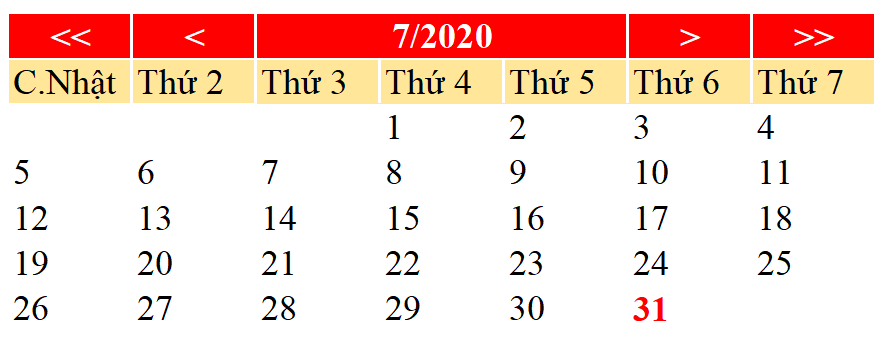 << < 7/2020 > >>
C.Nhật Thứ 2 Thứ 3 Thứ 4 Thứ 5 Thứ 6 Thứ 7
1 2 3 4
5 6 7 8 9 10 11
12 13 14 15 16 17 18
19 20 21 22 23 24 25
26 27 28 29 30 31